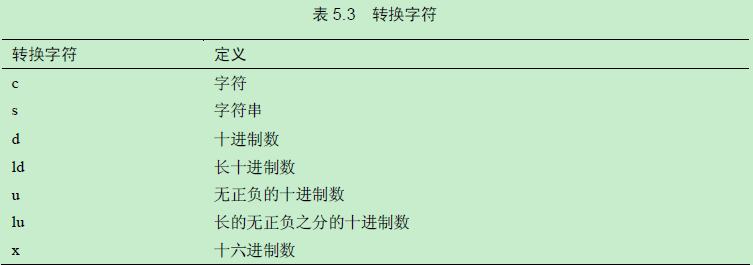 表 5.3 转换字符
转换字符 定义
c 字符
s 字符串
d 十进制数
ld 长十进制数
u 无正负的十进制数
lu 长的无正负之分的十进制数
x 十六进制数